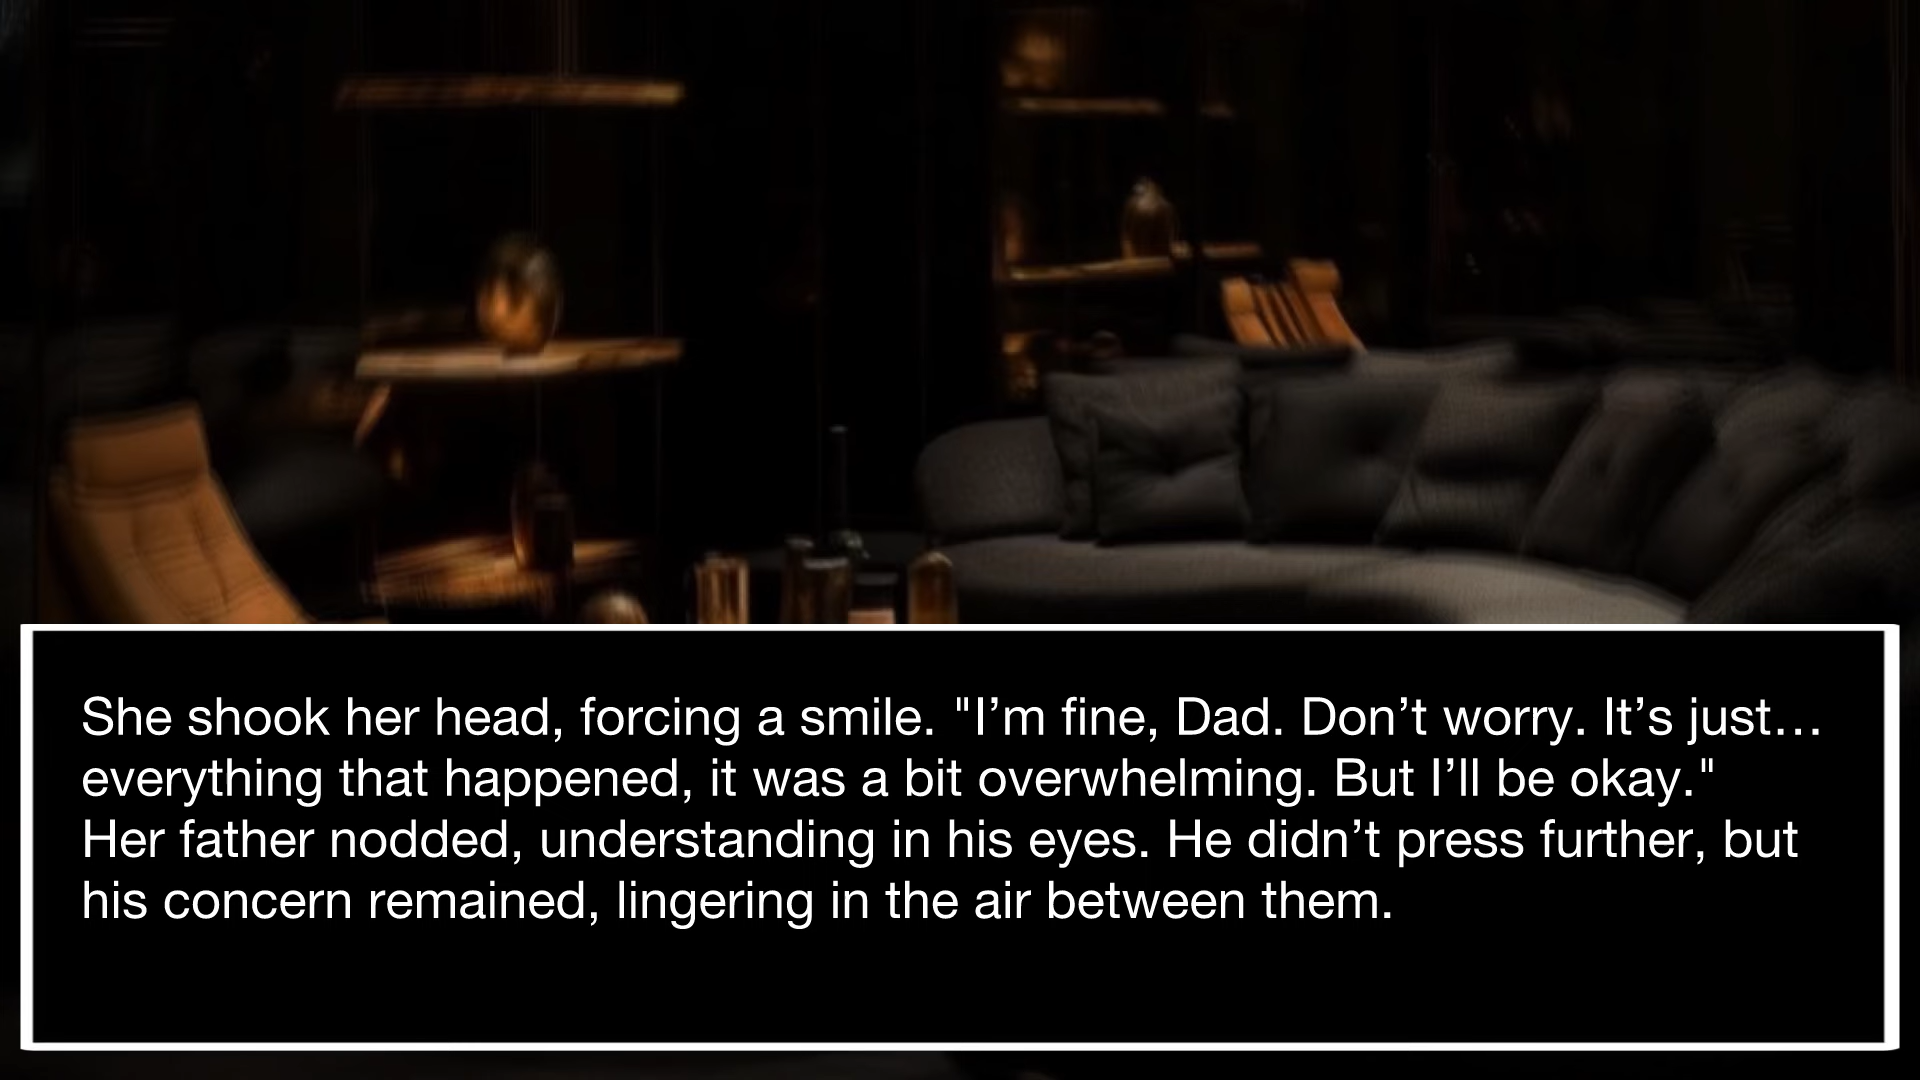 She shook her head, forcing a smile. "I’m fine, Dad. Don’t worry. It’s just…
everything that happened, it was a bit overwhelming. But I’ll be okay."
Her father nodded, understanding in his eyes. He didn’t press further, but
his concern remained, lingering in the air between them.